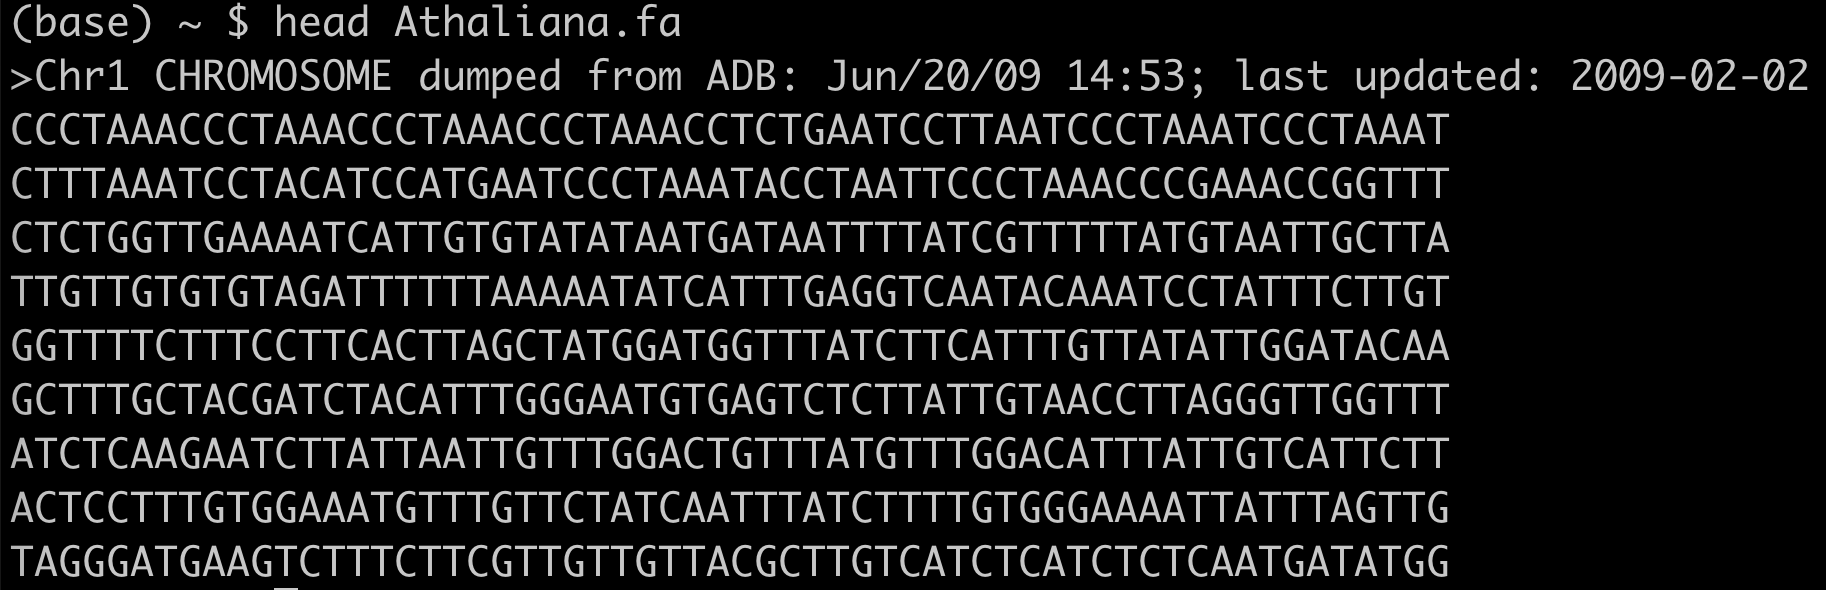 (base) ~ $ head Athaliana.fa
>Chr1 CHROMOSOME dumped from ADB: Jun/20/09 14:53; last updated: 2009-02-02
CCCTAAACCCTAAACCCTAAACCCTAAACCTCTGAATCCTTAATCCCTAAATCCCTAAAT
CTTTAAATCCTACATCCATGAATCCCTAAATACCTAATTCCCTAAACCCGAAACCGGTTT
CTCTGGTTGAAAATCATTGTGTATATAATGATAATTTTATCGTTTTTATGTAATTGCTTA
TTGTTGTGTGTAGATTTTTTAAAAATATCATTTGAGGTCAATACAAATCCTATTTCTTGT
GGTTTTCTTTCCTTCACTTAGCTATGGATGGTTTATCTTCATTTGTTATATTGGATACAA
GCTTTGCTACGATCTACATTTGGGAATGTGAGTCTCTTATTGTAACCTTAGGGTTGGTTT
ATCTCAAGAATCTTATTAATTGTTTGGACTGTTTATGTTTGGACATTTATTGTCATTCTT
ACTCCTTTGTGGAAATGTTTGTTCTATCAATTTATCTTTTGTGGGAAAATTATTTAGTTG
TAGGGATGAAGTCTTTCTTCGTTGTTGTTACGCTTGTCATCTCATCTCTCAATGATATGG